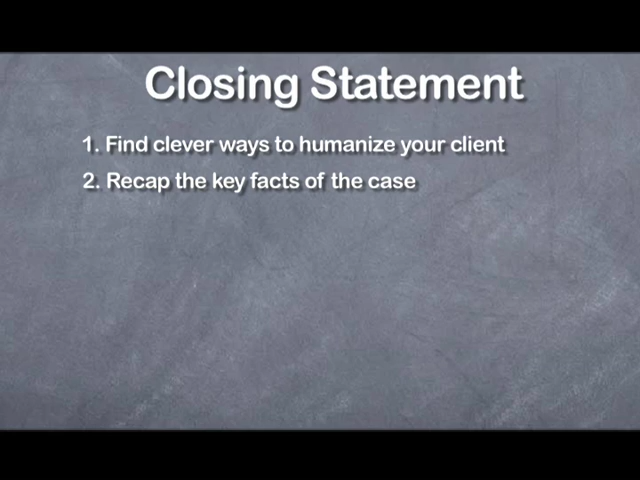 Closing Statement
1. Find clever ways to humanize your client
2. Recap the key facts of the case